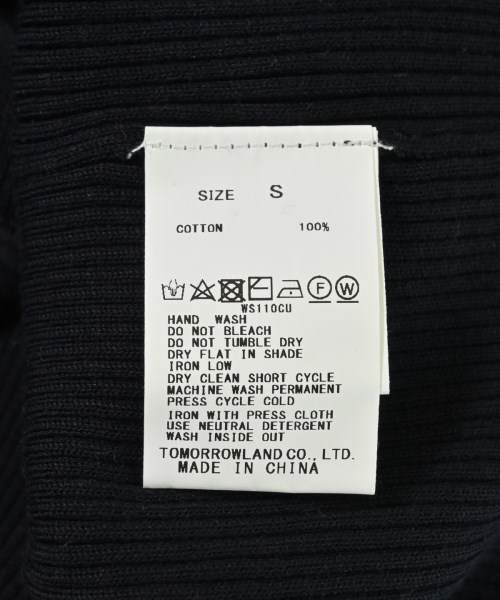 SIZE S
COTTON 100%
F W
WS110CU
HAND WASH
DO NOT BLEACH
DO NOT TUMBLE DRY
DRY FLAT IN SHADE
IRON LOW
DRY CLEAN SHORT CYCLE
MACHINE WASH PERMANENT
PRESS CYCLE COLD
IRON WITH PRESS CLOTH
USE NEUTRAL DETERGENT
WASH INSIDE OUT
TOMORROWLAND CO., LTD.
MADE IN CHINA